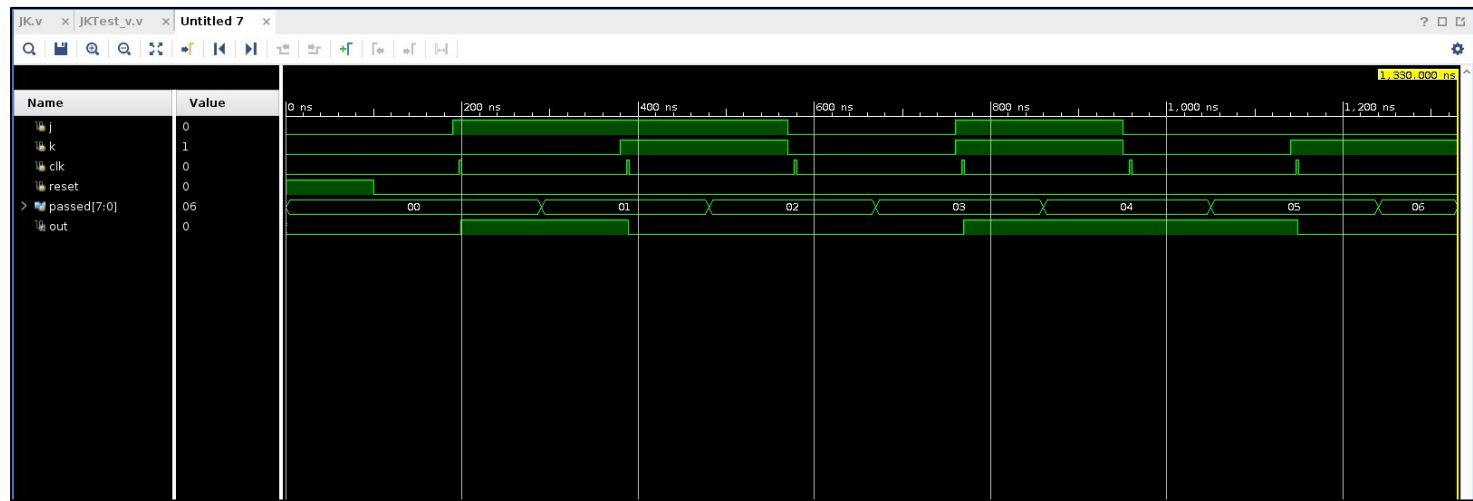 JK.v × JKTest_v.v × Untitled 7 ×
?
1,330.000 ns
Name Value
0 ns 200 ns 400 ns 600 ns 800 ns 1,000 ns 1,200 ns
j 0
k 1
clk 0
reset 0
> passed[7:0] 06 00 01 02 03 04 05 06
out 0